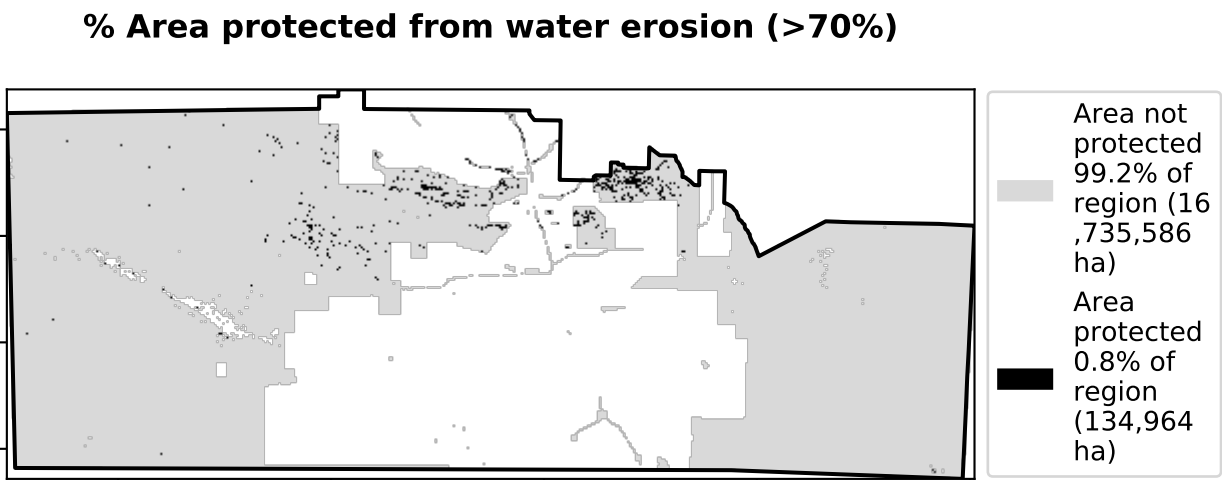 % Area protected from water erosion (>70%)
Area not
protected
99.2% of
region (16
,735,586
ha)
Area
protected
0.8% of
region
(134,964
ha)